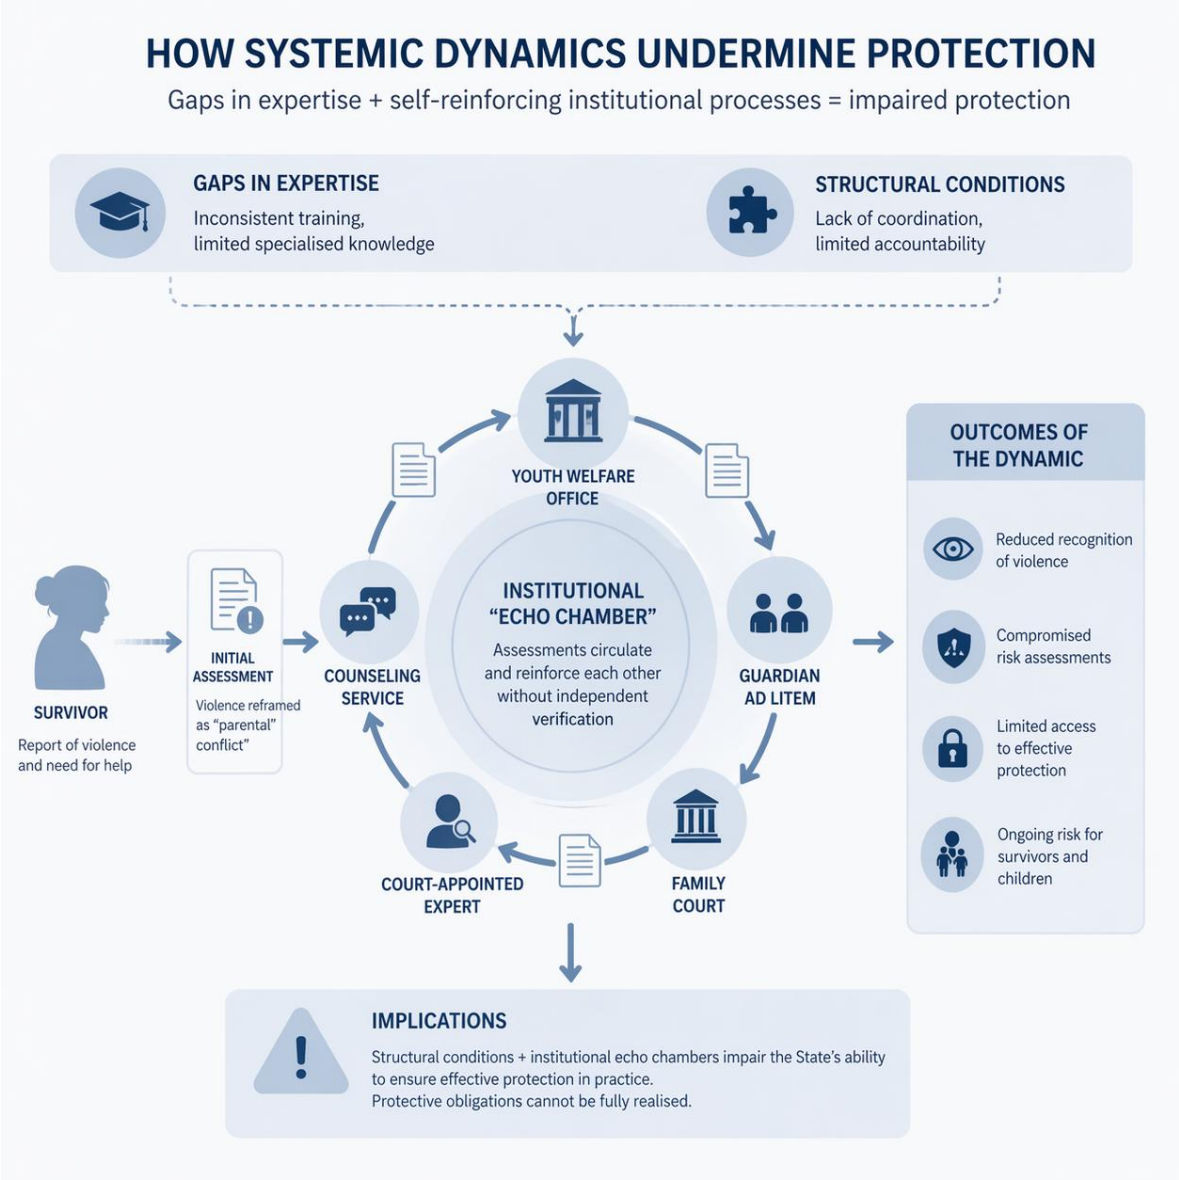 HOW SYSTEMIC DYNAMICS UNDERMINE PROTECTION
Gaps in expertise + self-reinforcing institutional processes = impaired protection
GAPS IN EXPERTISE
Inconsistent training,
limited specialised knowledge
STRUCTURAL CONDITIONS
Lack of coordination,
limited accountability
SURVIVOR
Report of violence
and need for help
INITIAL
ASSESSMENT
Violence reframed
as “parental”
conflict”
COUNSELING
SERVICE
YOUTH WELFARE
OFFICE
GUARDIAN
AD LITEM
FAMILY
COURT
COURT-APPOINTED
EXPERT
INSTITUTIONAL
“ECHO CHAMBER”
Assessments circulate
and reinforce each other
without independent
verification
OUTCOMES OF
THE DYNAMIC
Reduced recognition
of violence
Compromised
risk assessments
Limited access
to effective
protection
Ongoing risk for
survivors and
children
IMPLICATIONS
Structural conditions + institutional echo chambers impair the State’s ability
to ensure effective protection in practice.
Protective obligations cannot be fully realised.